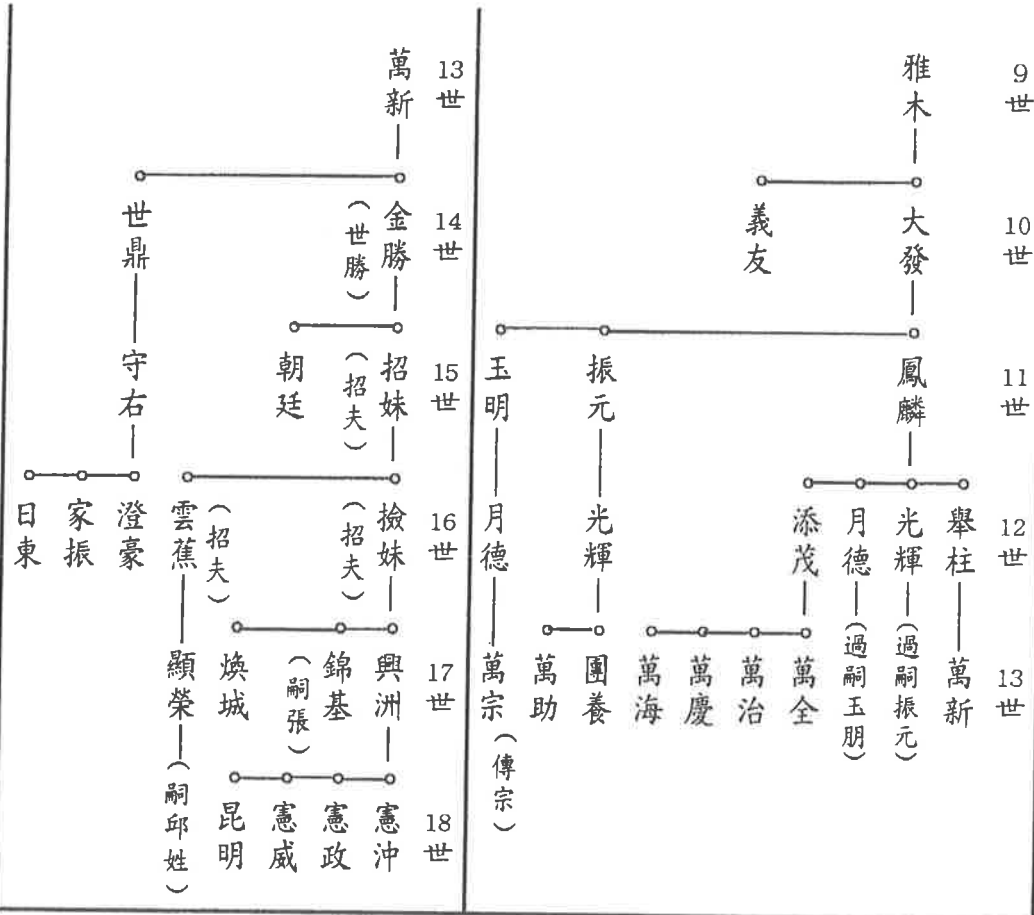 9世
雅木
10世
大發
義友
11世
鳳麟
振元
玉明
12世
舉柱
光輝(過嗣振元)
月德(過嗣玉朋)
添茂
光輝
月德
13世
萬新
萬全
萬治
萬慶
萬海
團養
萬助
萬宗(傳宗)
13世
萬新
14世
金勝
(世勝)
世鼎
15世
招妹
(招夫)
朝廷
守右
16世
撿妹
(招夫)
(招夫)
雲蕉
澄豪
家振
日東
17世
興洲
錦基
(嗣張)
煥城
顯榮(嗣邱姓)
18世
憲沖
憲政
憲威
昆明